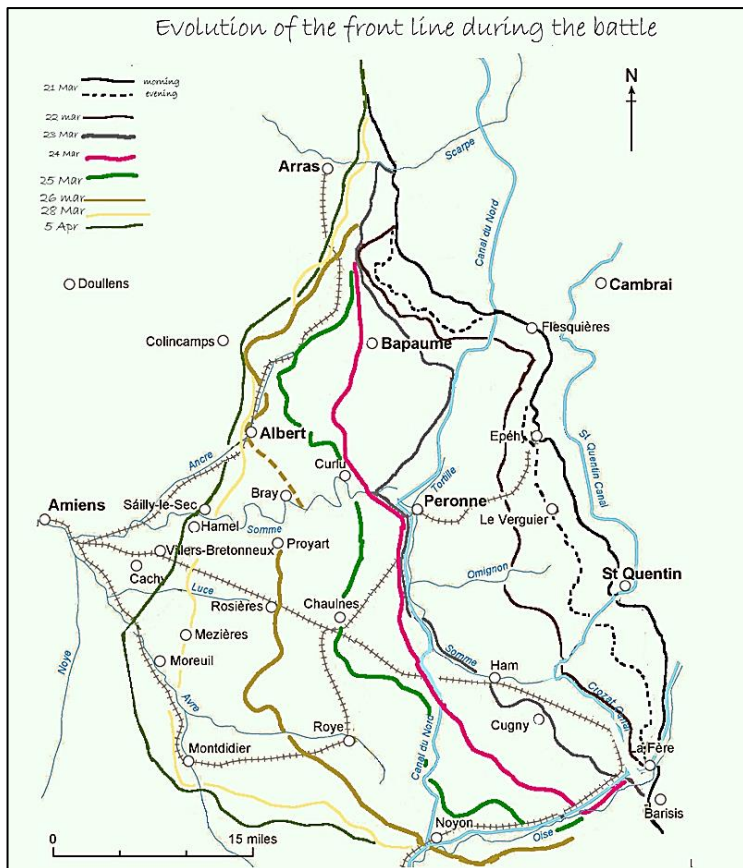 Evolution of the front line during the battle
21 Mar
morning
evening
22 mar
23 Mar
24 Mar
25 Mar
26 mar
28 Mar
5 Apr
N
Scarpe
Arras
Canal du Nord
Doullens
Cambrai
Flesquières
Colincamps
Bapaume
St Quentin Canal
Albert
Epéhy
Ancre
Curlu
Tortille
Bray
Amiens
Sáilly-le-Sec
Peronne
Le Verguier
Hamel
Somme
Proyart
Villers-Bretonneux
Cachy
Omignon
St Quentin
Luce
Rosières
Chaulnes
Noye
Mezières
Somme
Moreuil
Ham
Crozat Canal
Avre
Cugny
Roye
Canal du Nord
Montdidier
La Fère
Barisis
Noyon
Oise
0
15 miles